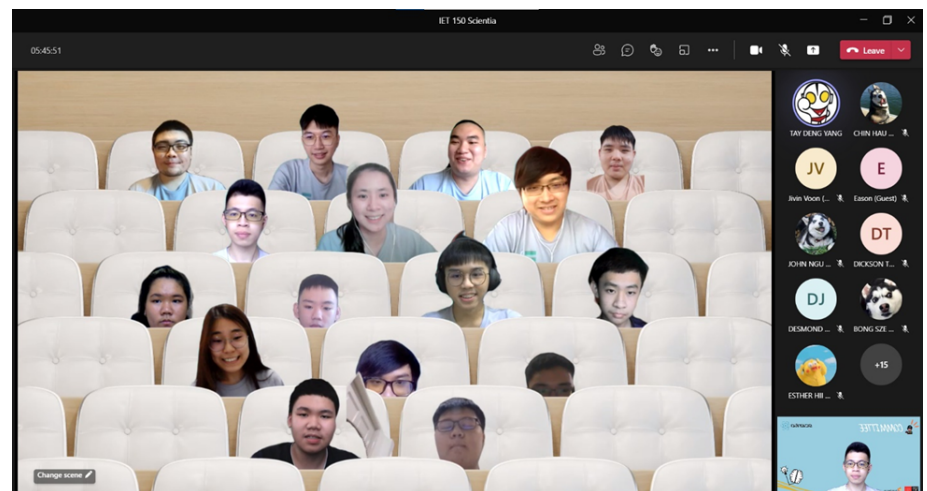 IET 150 Scientia
05:45:51
Leave
TAY DENG YANG
CHIN HAU ...
JV
E
Jivin Voon (...
Eason (Guest)
DT
JOHN NGU ...
DICKSON T...
DJ
DESMOND ...
BONG SZE ...
+15
ESTHER HII ...
COMMITTEE
Change scene